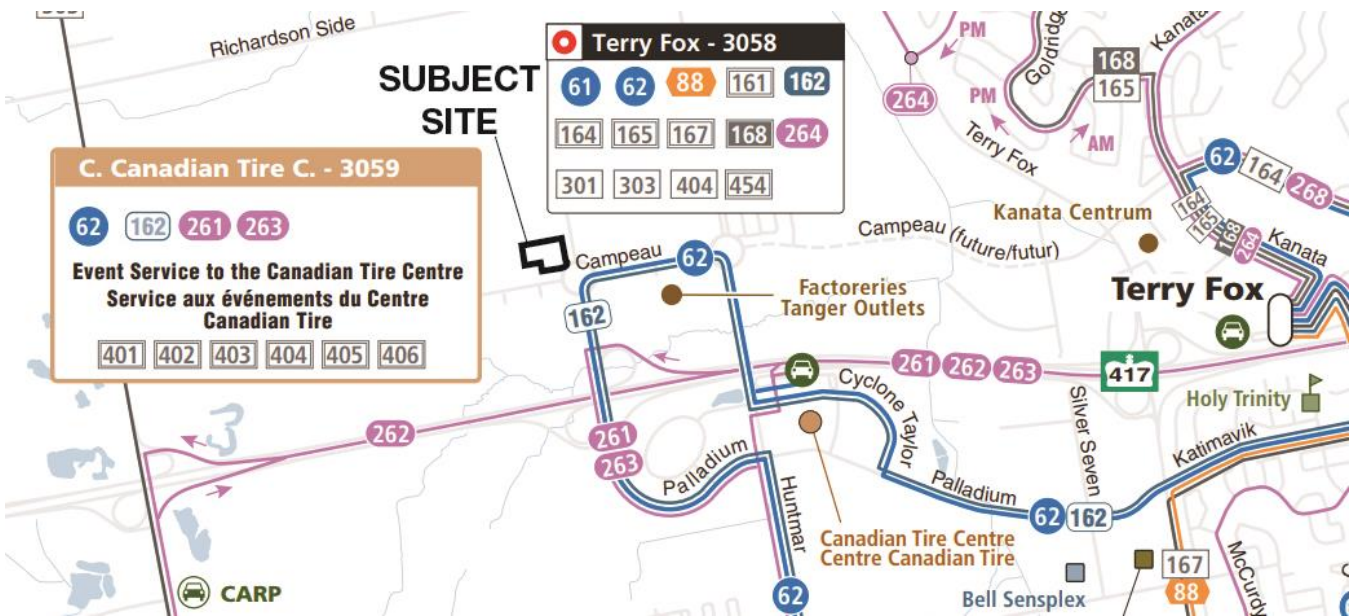 Richardson Side
SUBJECT
SITE
Terry Fox - 3058
61 62 88 161 162
164 165 167 168 264
301 303 404 454
C. Canadian Tire C. - 3059
62 162 261 263
Event Service to the Canadian Tire Centre
Service aux événements du Centre
Canadian Tire
401 402 403 404 405 406
PM
264
PM
AM
Goldridge
Terry Fox
Kanata
168
165
62
164
268
164
165
168
264
Kanata
Kanata Centrum
Campeau (future/futur)
Terry Fox
Campeau
62
162
Factoreries
Tanger Outlets
261 262 263
417
Holy Trinity
262
261
263
Palladium
Huntmar
Cyclone Taylor
Palladium
Silver Seven
Katimavik
62 162
Canadian Tire Centre
Centre Canadian Tire
62
CARP
Bell Sensplex
167
88
McCurdy